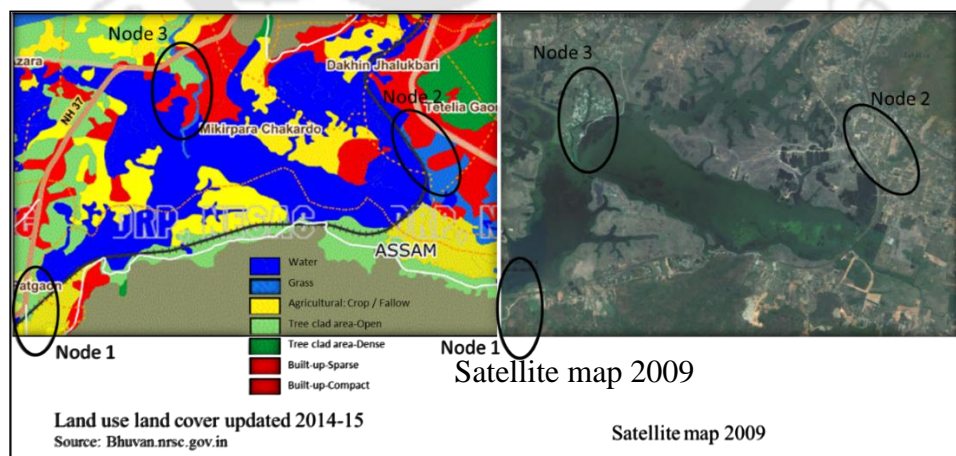 Node 3
zara
Dakhin Jhalukbari
Node 2
Tetelia Gaon
NH 37
Mikirpara Chakardo
ASSAM
atgaon
Node 1
Water
Grass
Agricultural: Crop / Fallow
Tree clad area-Open
Tree clad area-Dense
Built-up-Sparse
Built-up-Compact
Land use land cover updated 2014-15
Source: Bhuvan.nrsc.gov.in
Node 3
Node 2
Node 1
Satellite map 2009
Satellite map 2009